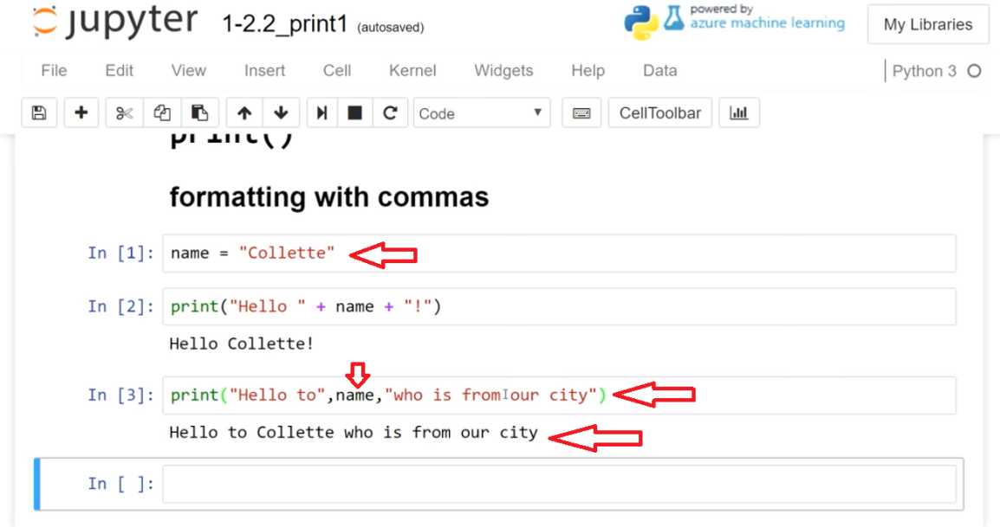 jupyter 1-2.2_print1 (autosaved)
powered by
azure machine learning
My Libraries
File Edit View Insert Cell Kernel Widgets Help Data Python 3
Code CellToolbar
print()
formatting with commas
In [1]: name = "Collette"
In [2]: print("Hello " + name + "!")
Hello Collette!
In [3]: print("Hello to",name,"who is from our city")
Hello to Collette who is from our city
In [ ]: